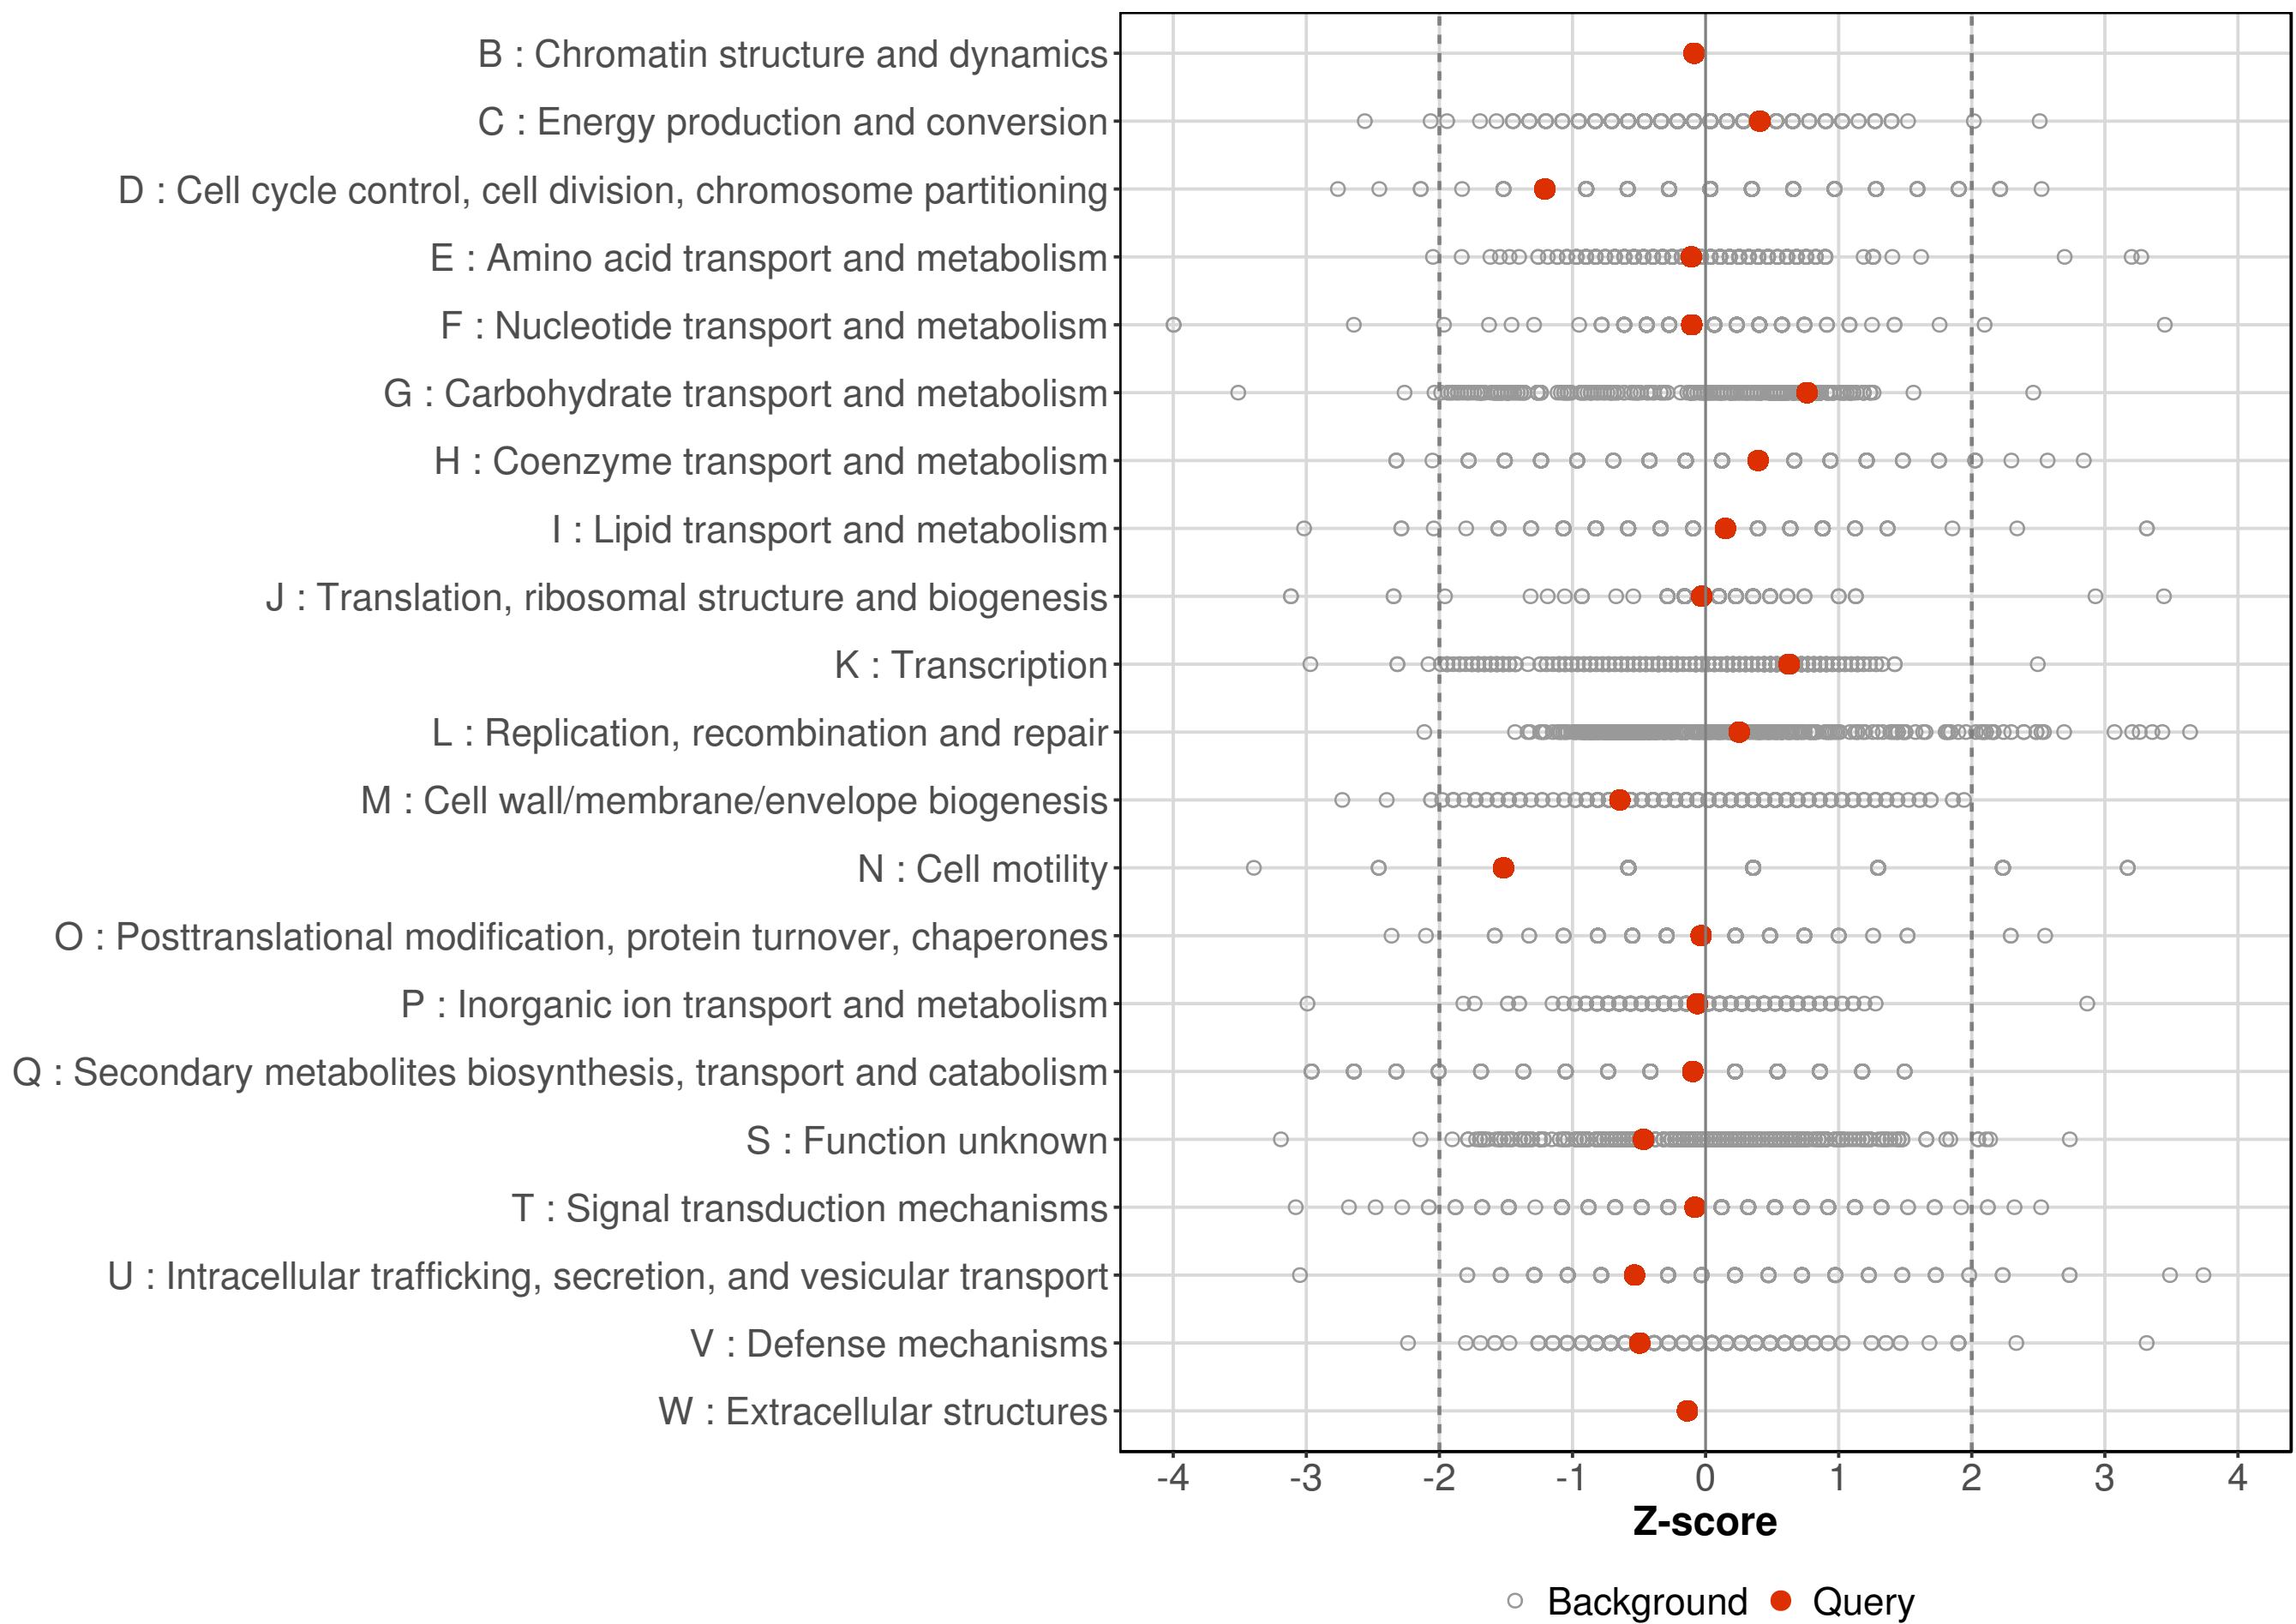 B : Chromatin structure and dynamics
C : Energy production and conversion
D : Cell cycle control, cell division, chromosome partitioning
E : Amino acid transport and metabolism
F : Nucleotide transport and metabolism
G : Carbohydrate transport and metabolism
H : Coenzyme transport and metabolism
I : Lipid transport and metabolism
J : Translation, ribosomal structure and biogenesis
K : Transcription
L : Replication, recombination and repair
M : Cell wall/membrane/envelope biogenesis
N : Cell motility
O : Posttranslational modification, protein turnover, chaperones
P : Inorganic ion transport and metabolism
Q : Secondary metabolites biosynthesis, transport and catabolism
S : Function unknown
T : Signal transduction mechanisms
U : Intracellular trafficking, secretion, and vesicular transport
V : Defense mechanisms
W : Extracellular structures
-4 -3 -2 -1 0 1 2 3 4
Z-score
Background Query